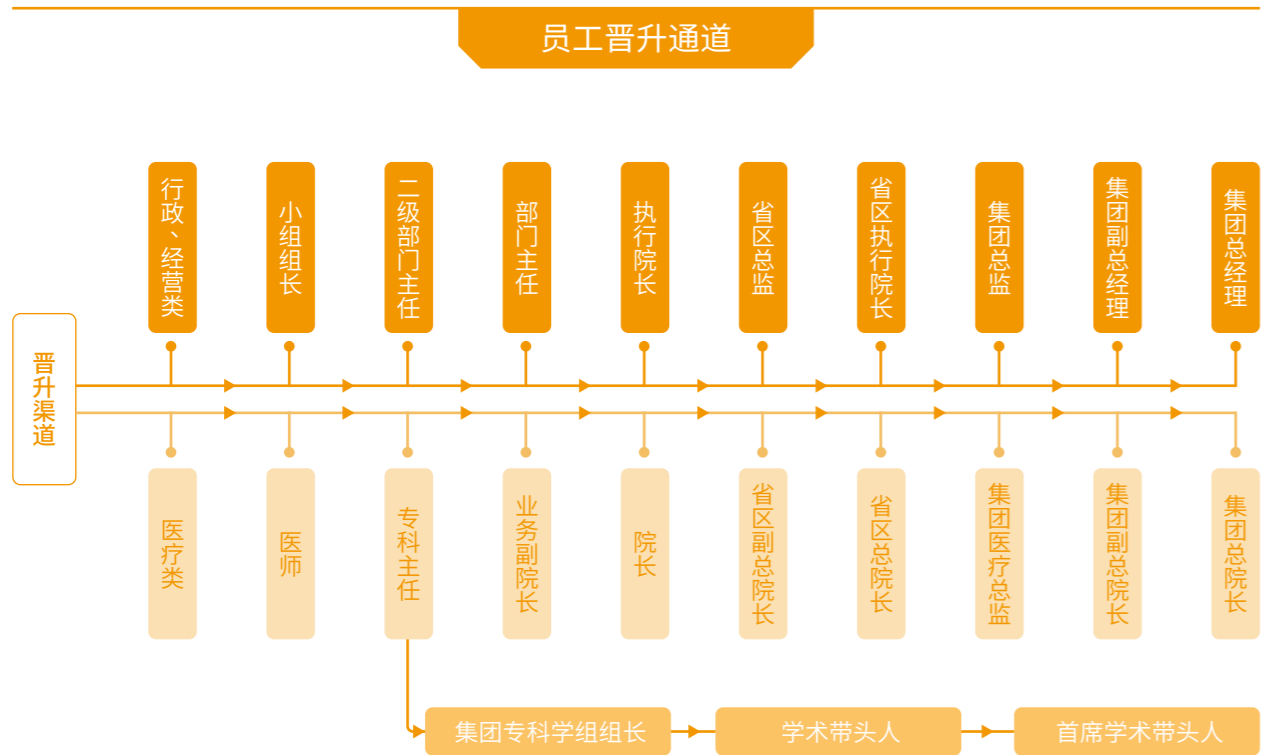 员工晋升通道
行政、经营类
小组组长
二级部门主任
部门主任
执行院长
省区总监
省区执行院长
集团总监
集团副总经理
集团总经理
晋升渠道
医疗类
医师
专科主任
业务副院长
院长
省区副总院长
省区总院长
集团医疗总监
集团副总院长
集团总院长
集团专科学组组长
学术带头人
首席学术带头人